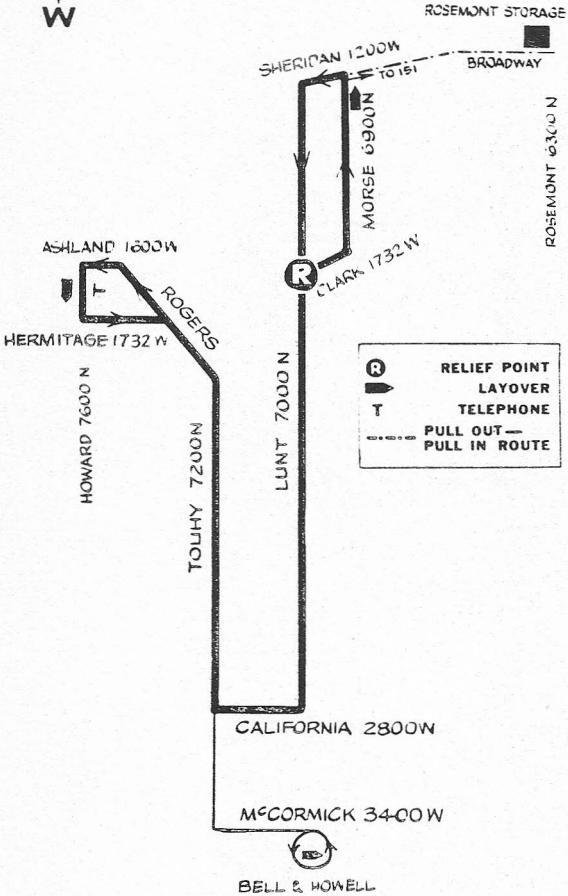 W
ROSEMONT STORAGE
SHERIDAN 1200W
TO 151
BROADWAY
MORSE 6900N
ROSEMONT 6300 N
ASHLAND 1600W
T
ROGERS
R
CLARK 1732W
HERMITAGE 1732 W
HOWARD 7600 N
TOUHY 7200N
LUNT 7000 N
R RELIEF POINT
LAYOVER
T TELEPHONE
PULL OUT—
PULL IN ROUTE
CALIFORNIA 2800W
McCORMICK 3400W
BELL & HOWELL